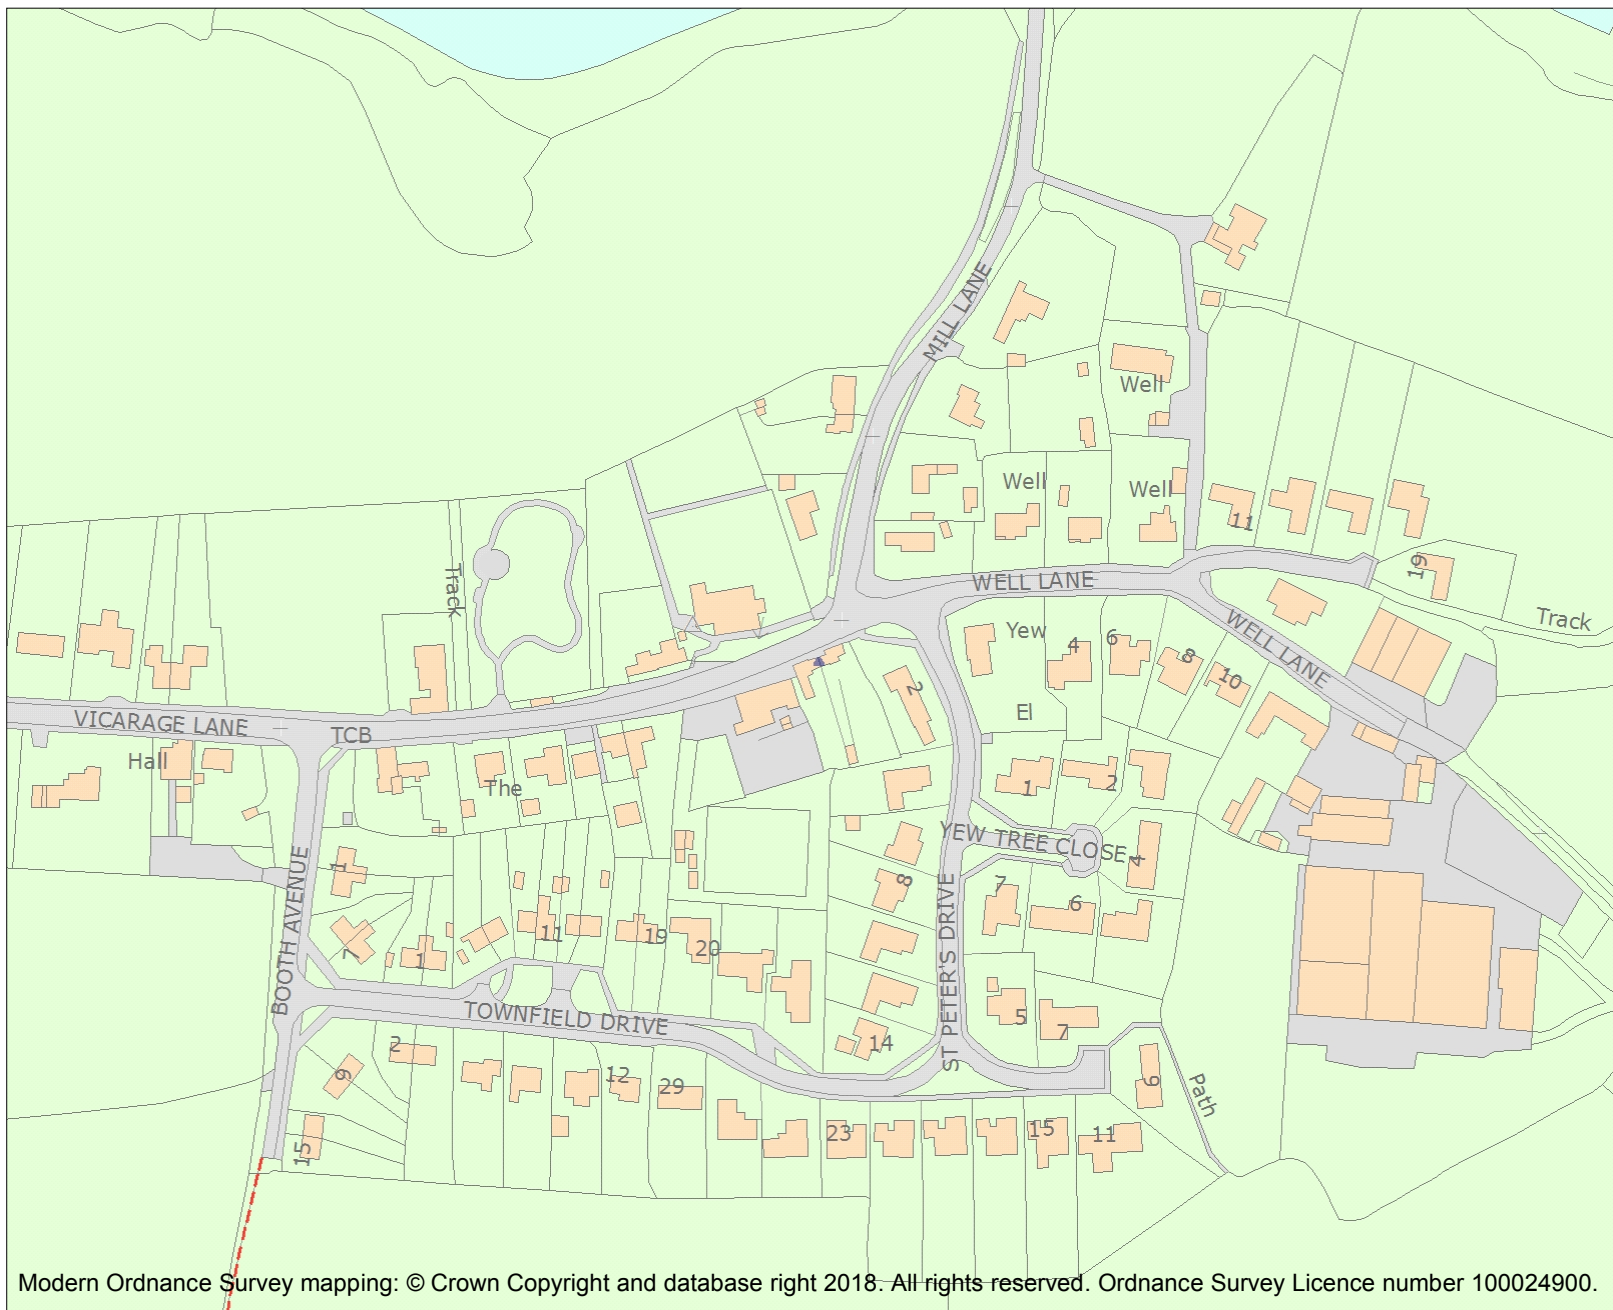 MILL LANE
Well
Well
Well
11
19
WELL LANE
Track
Track
WELL LANE
Yew
4
6
8
10
2
El
VICARAGE LANE
TCB
Hall
The
1
2
YEW TREE CLOSE
4
1
8
7
6
BOOTH AVENUE
ST PETER'S DRIVE
7
1
11
19
20
TOWNFIELD DRIVE
5
7
14
2
9
12
29
9
Path
15
23
15
11
Modern Ordnance Survey mapping: © Crown Copyright and database right 2018. All rights reserved. Ordnance Survey Licence number 100024900.